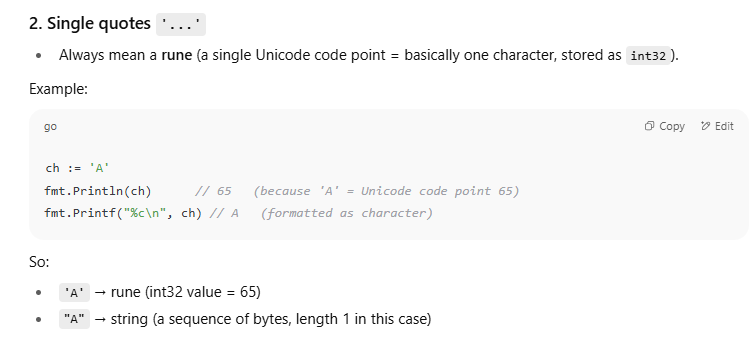 2. Single quotes '...'
• Always mean a rune (a single Unicode code point = basically one character, stored as int32).
Example:
go Copy Edit
ch := 'A'
fmt.Println(ch)      // 65   (because 'A' = Unicode code point 65)
fmt.Printf("%c\n", ch) // A   (formatted as character)
So:
• 'A' → rune (int32 value = 65)
• "A" → string (a sequence of bytes, length 1 in this case)